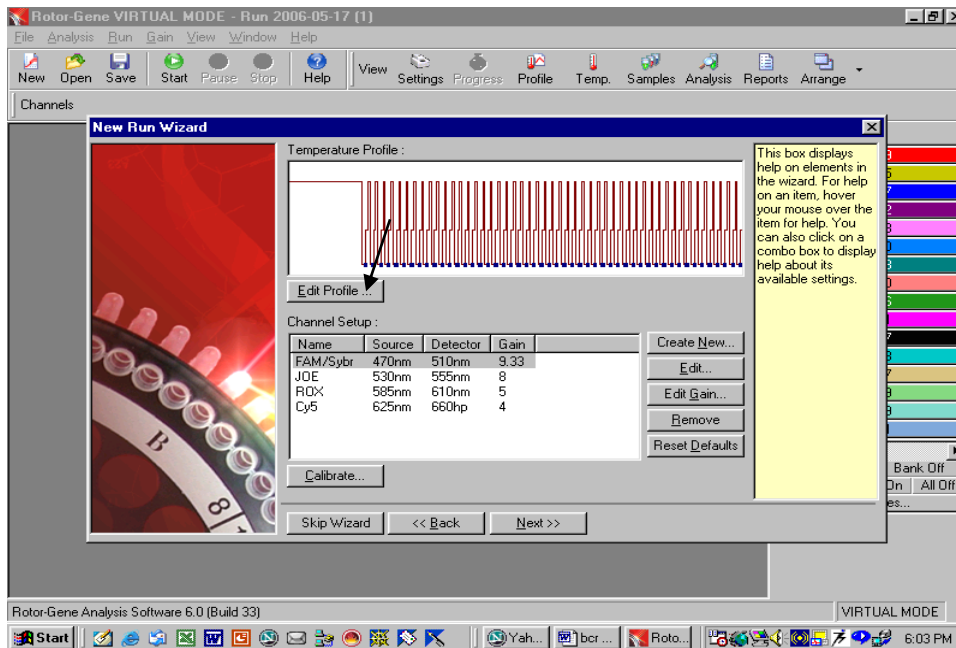 Rotor-Gene VIRTUAL MODE - Run 2006-05-17 (1)
File Analysis Run Gain View Window Help
New Open Save Start Pause Stop Help View Settings Progress Profile Temp. Samples Analysis Reports Arrange
Channels
New Run Wizard
Temperature Profile :
Edit Profile ...
Channel Setup :
Name Source Detector Gain
FAM/Sybr 470nm 510nm 9.33
JOE 530nm 555nm 8
ROX 585nm 610nm 5
Cy5 625nm 660hp 4
Create New...
Edit...
Edit Gain...
Remove
Reset Defaults
Calibrate...
Skip Wizard << Back Next >>
This box displays
help on elements in
the wizard. For help
on an item, hover
your mouse over the
item for help. You
can also click on a
combo box to display
help about its
available settings.
B
8
Bank Off
On All Off
es...
Rotor-Gene Analysis Software 6.0 (Build 33) VIRTUAL MODE
Start Yah... bcr ... Roto... 6:03 PM